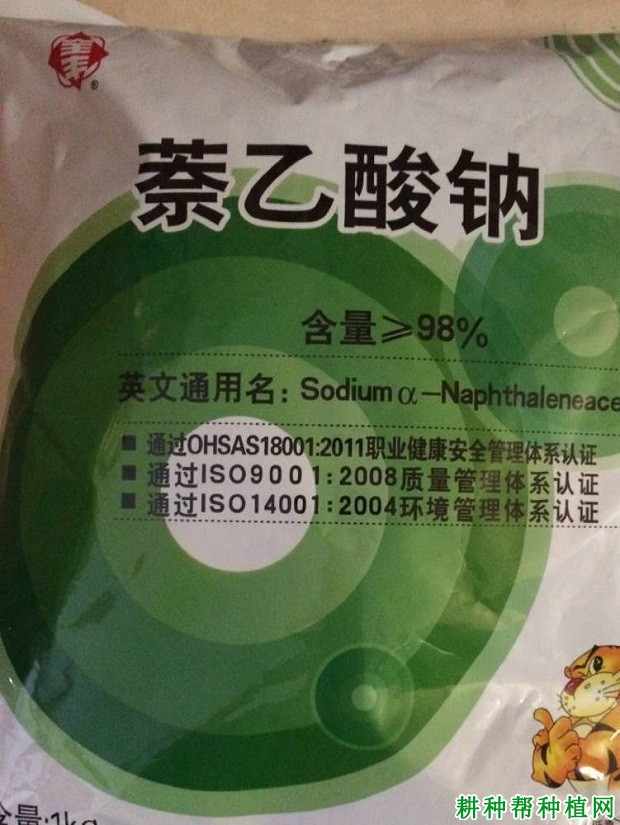 ®
萘乙酸钠
含量≥98%
英文通用名: Sodium α-Naphthaleneace
■ 通过OHSAS18001:2011职业健康安全管理体系认证
■ 通过ISO9001:2008质量管理体系认证
■ 通过ISO14001:2004环境管理体系认证
含量:1kg
耕种帮种植网